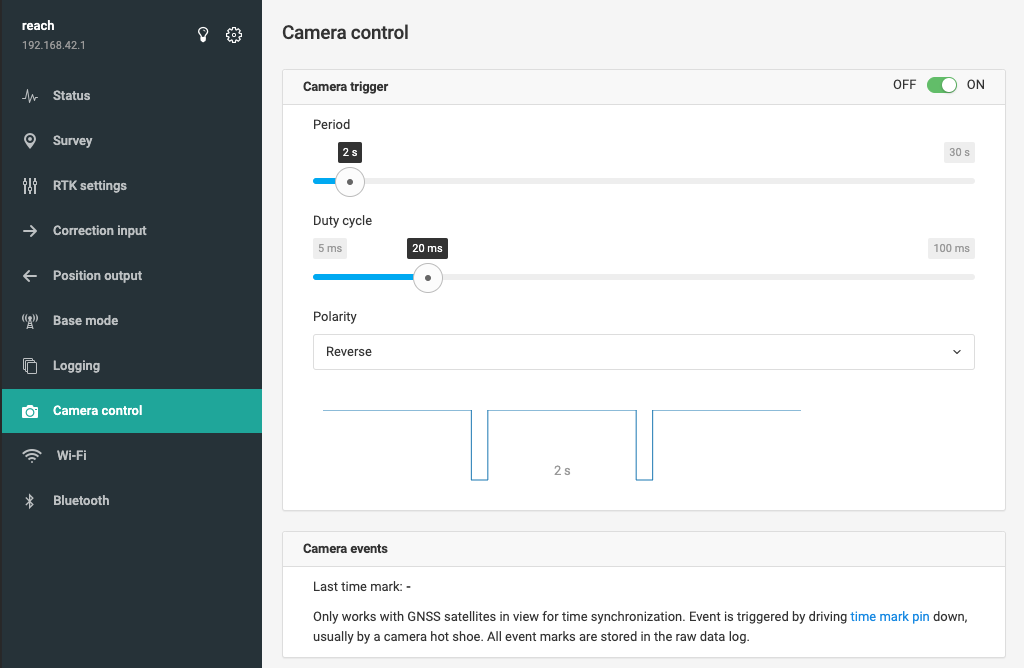 reach
192.168.42.1
Status
Survey
RTK settings
Correction input
Position output
Base mode
Logging
Camera control
Wi-Fi
Bluetooth
Camera control
Camera trigger
OFF ON
Period
2 s 30 s
Duty cycle
5 ms 20 ms 100 ms
Polarity
Reverse
2 s
Camera events
Last time mark: -
Only works with GNSS satellites in view for time synchronization. Event is triggered by driving time mark pin down,
usually by a camera hot shoe. All event marks are stored in the raw data log.